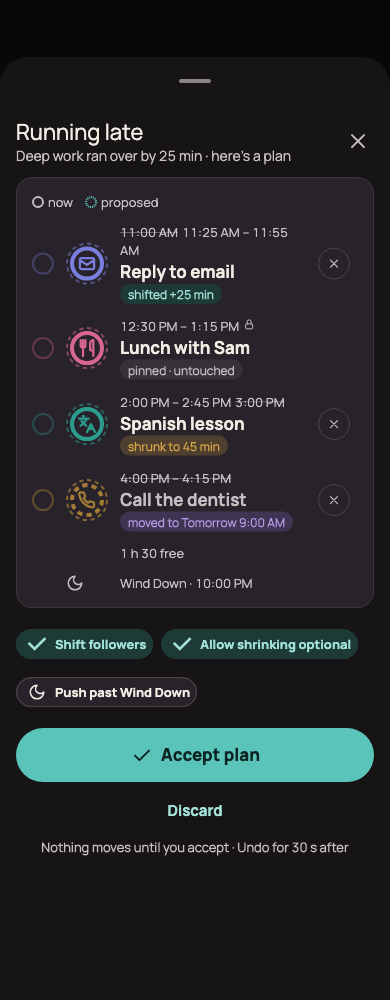 Running late
Deep work ran over by 25 min · here's a plan
now proposed
11:00 AM 11:25 AM – 11:55
AM
Reply to email
shifted +25 min
12:30 PM – 1:15 PM
Lunch with Sam
pinned · untouched
2:00 PM – 2:45 PM 3:00 PM
Spanish lesson
shrunk to 45 min
4:00 PM – 4:15 PM
Call the dentist
moved to Tomorrow 9:00 AM
1 h 30 free
Wind Down · 10:00 PM
Shift followers Allow shrinking optional
Push past Wind Down
Accept plan
Discard
Nothing moves until you accept · Undo for 30 s after